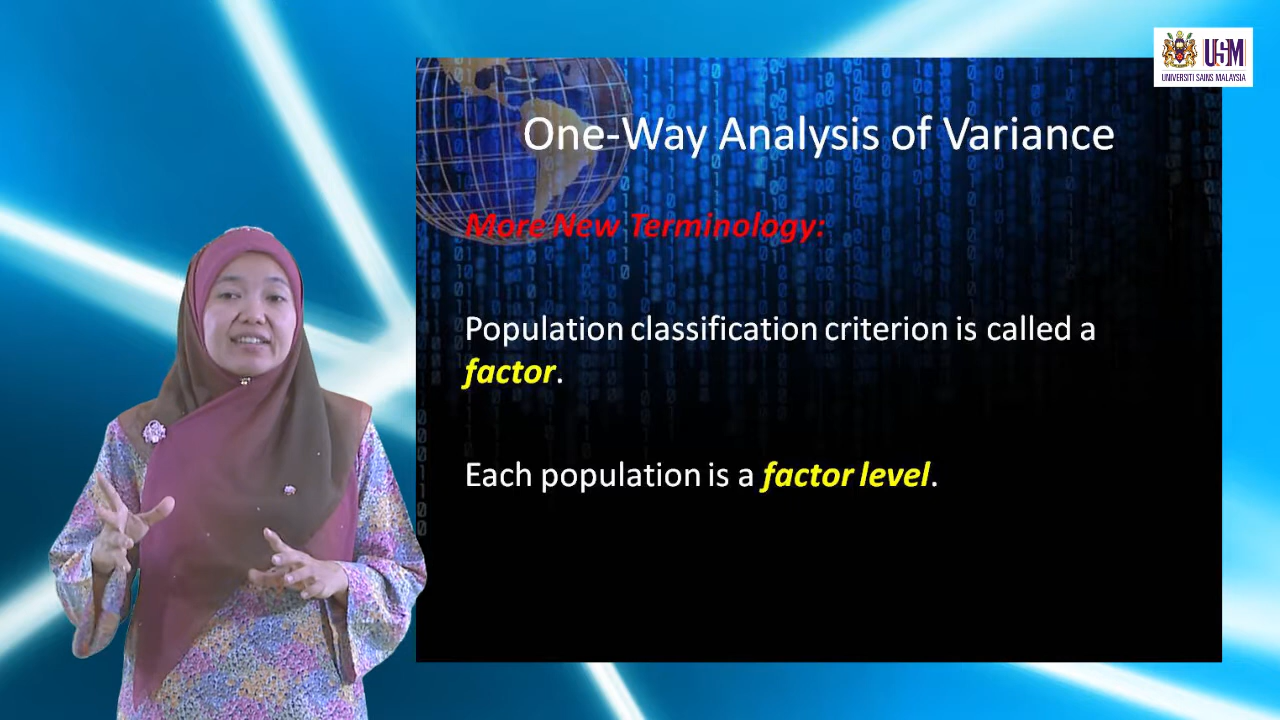 USM
UNIVERSITI SAINS MALAYSIA
One-Way Analysis of Variance
More New Terminology:
Population classification criterion is called a
factor.
Each population is a factor level.